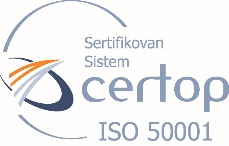 Sertifikovan
Sistem
certop
ISO 50001